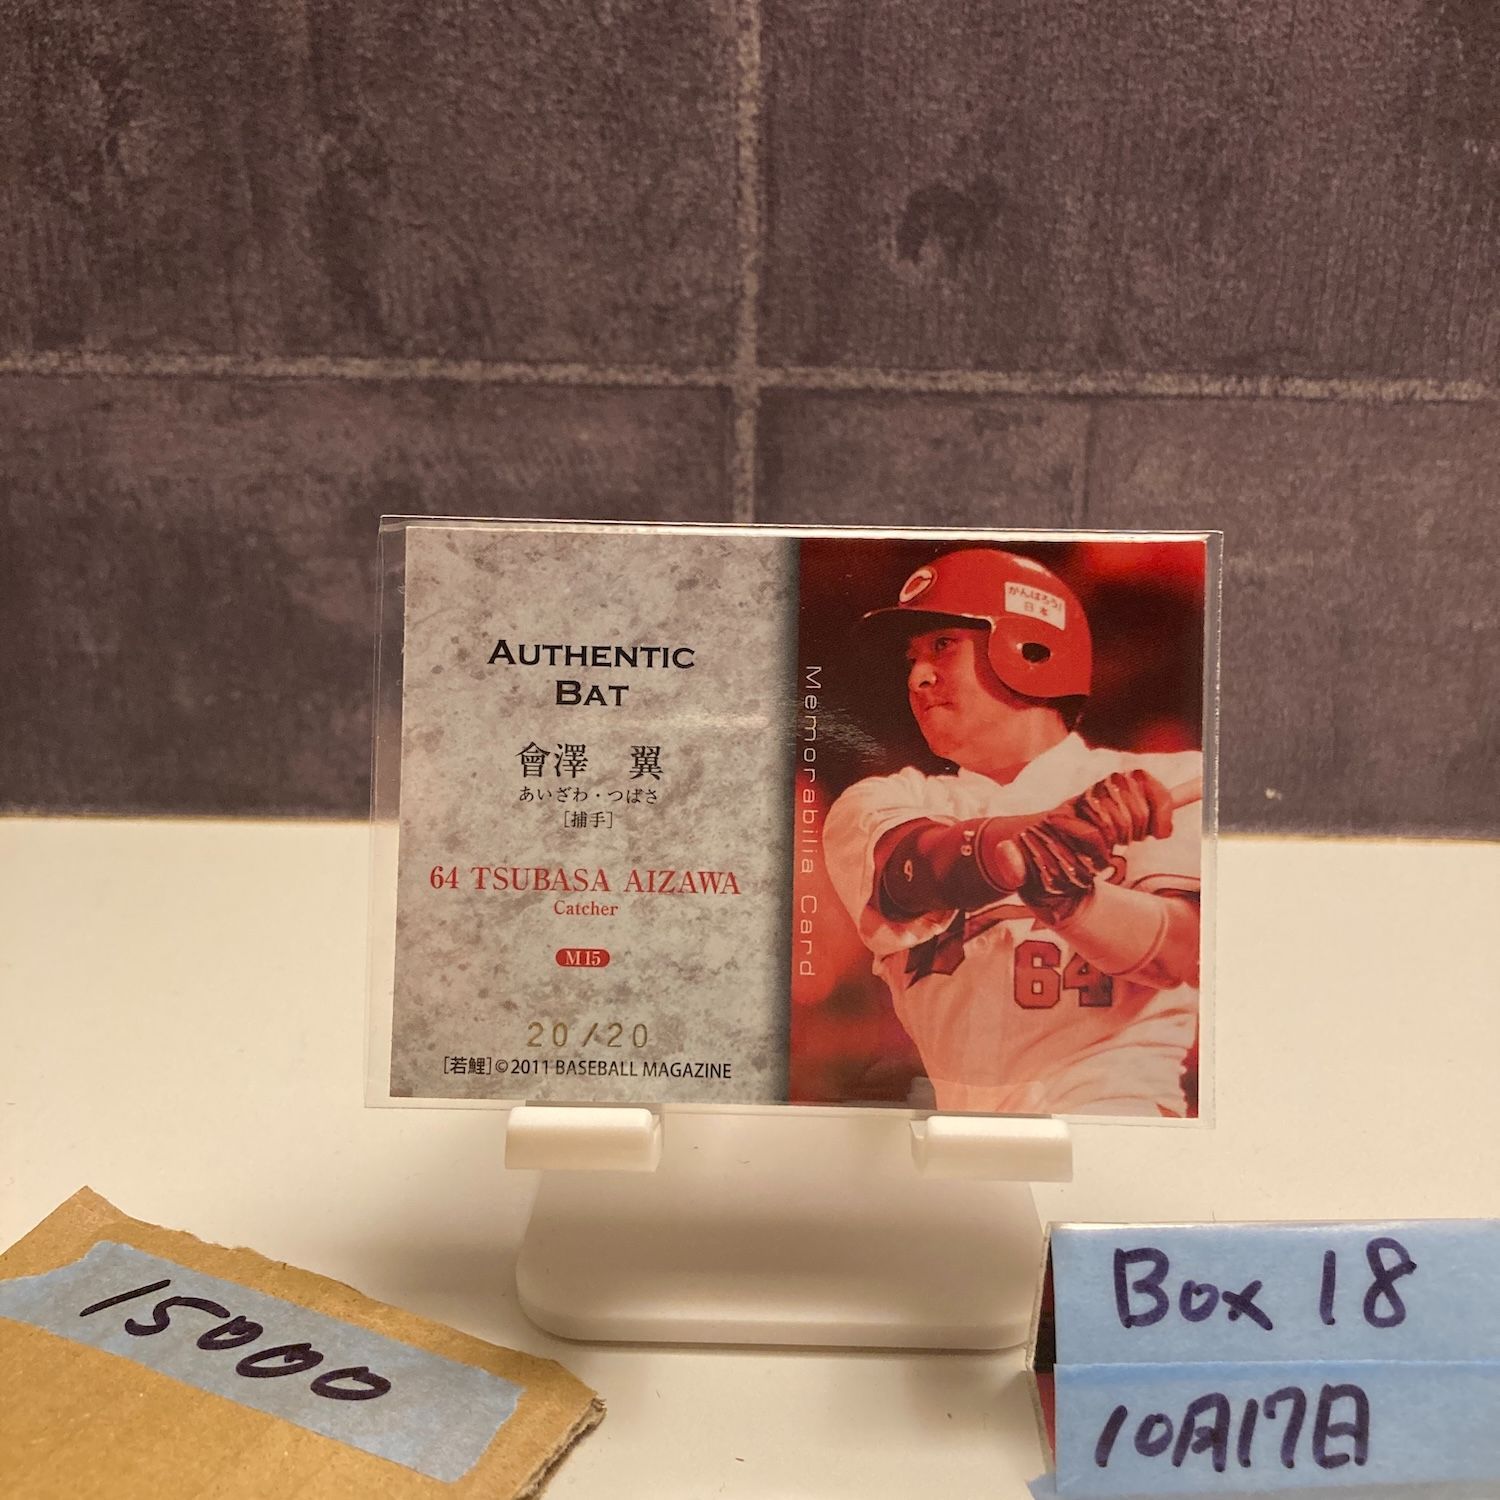 AUTHENTIC
BAT
會澤 翼
あいざわ・つばさ
[捕手]
64 TSUBASA AIZAWA
Catcher
M15
20/20
[若鯉]©2011 BASEBALL MAGAZINE
Memorabilia Card
がんばろう!
日本
C
64
15000
Box 18
10月17日